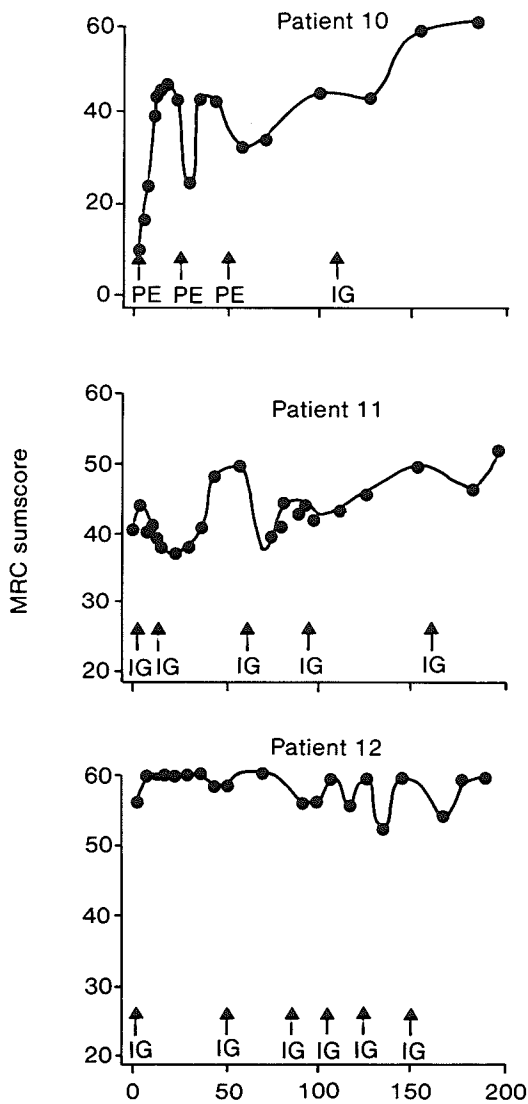 Patient 10
60
40
20
0
PE PE PE IG
Patient 11
60
50
40
30
20
IG IG IG IG IG
MRC sumscore
Patient 12
60
50
40
30
20
IG IG IG IG IG IG
0 50 100 150 200